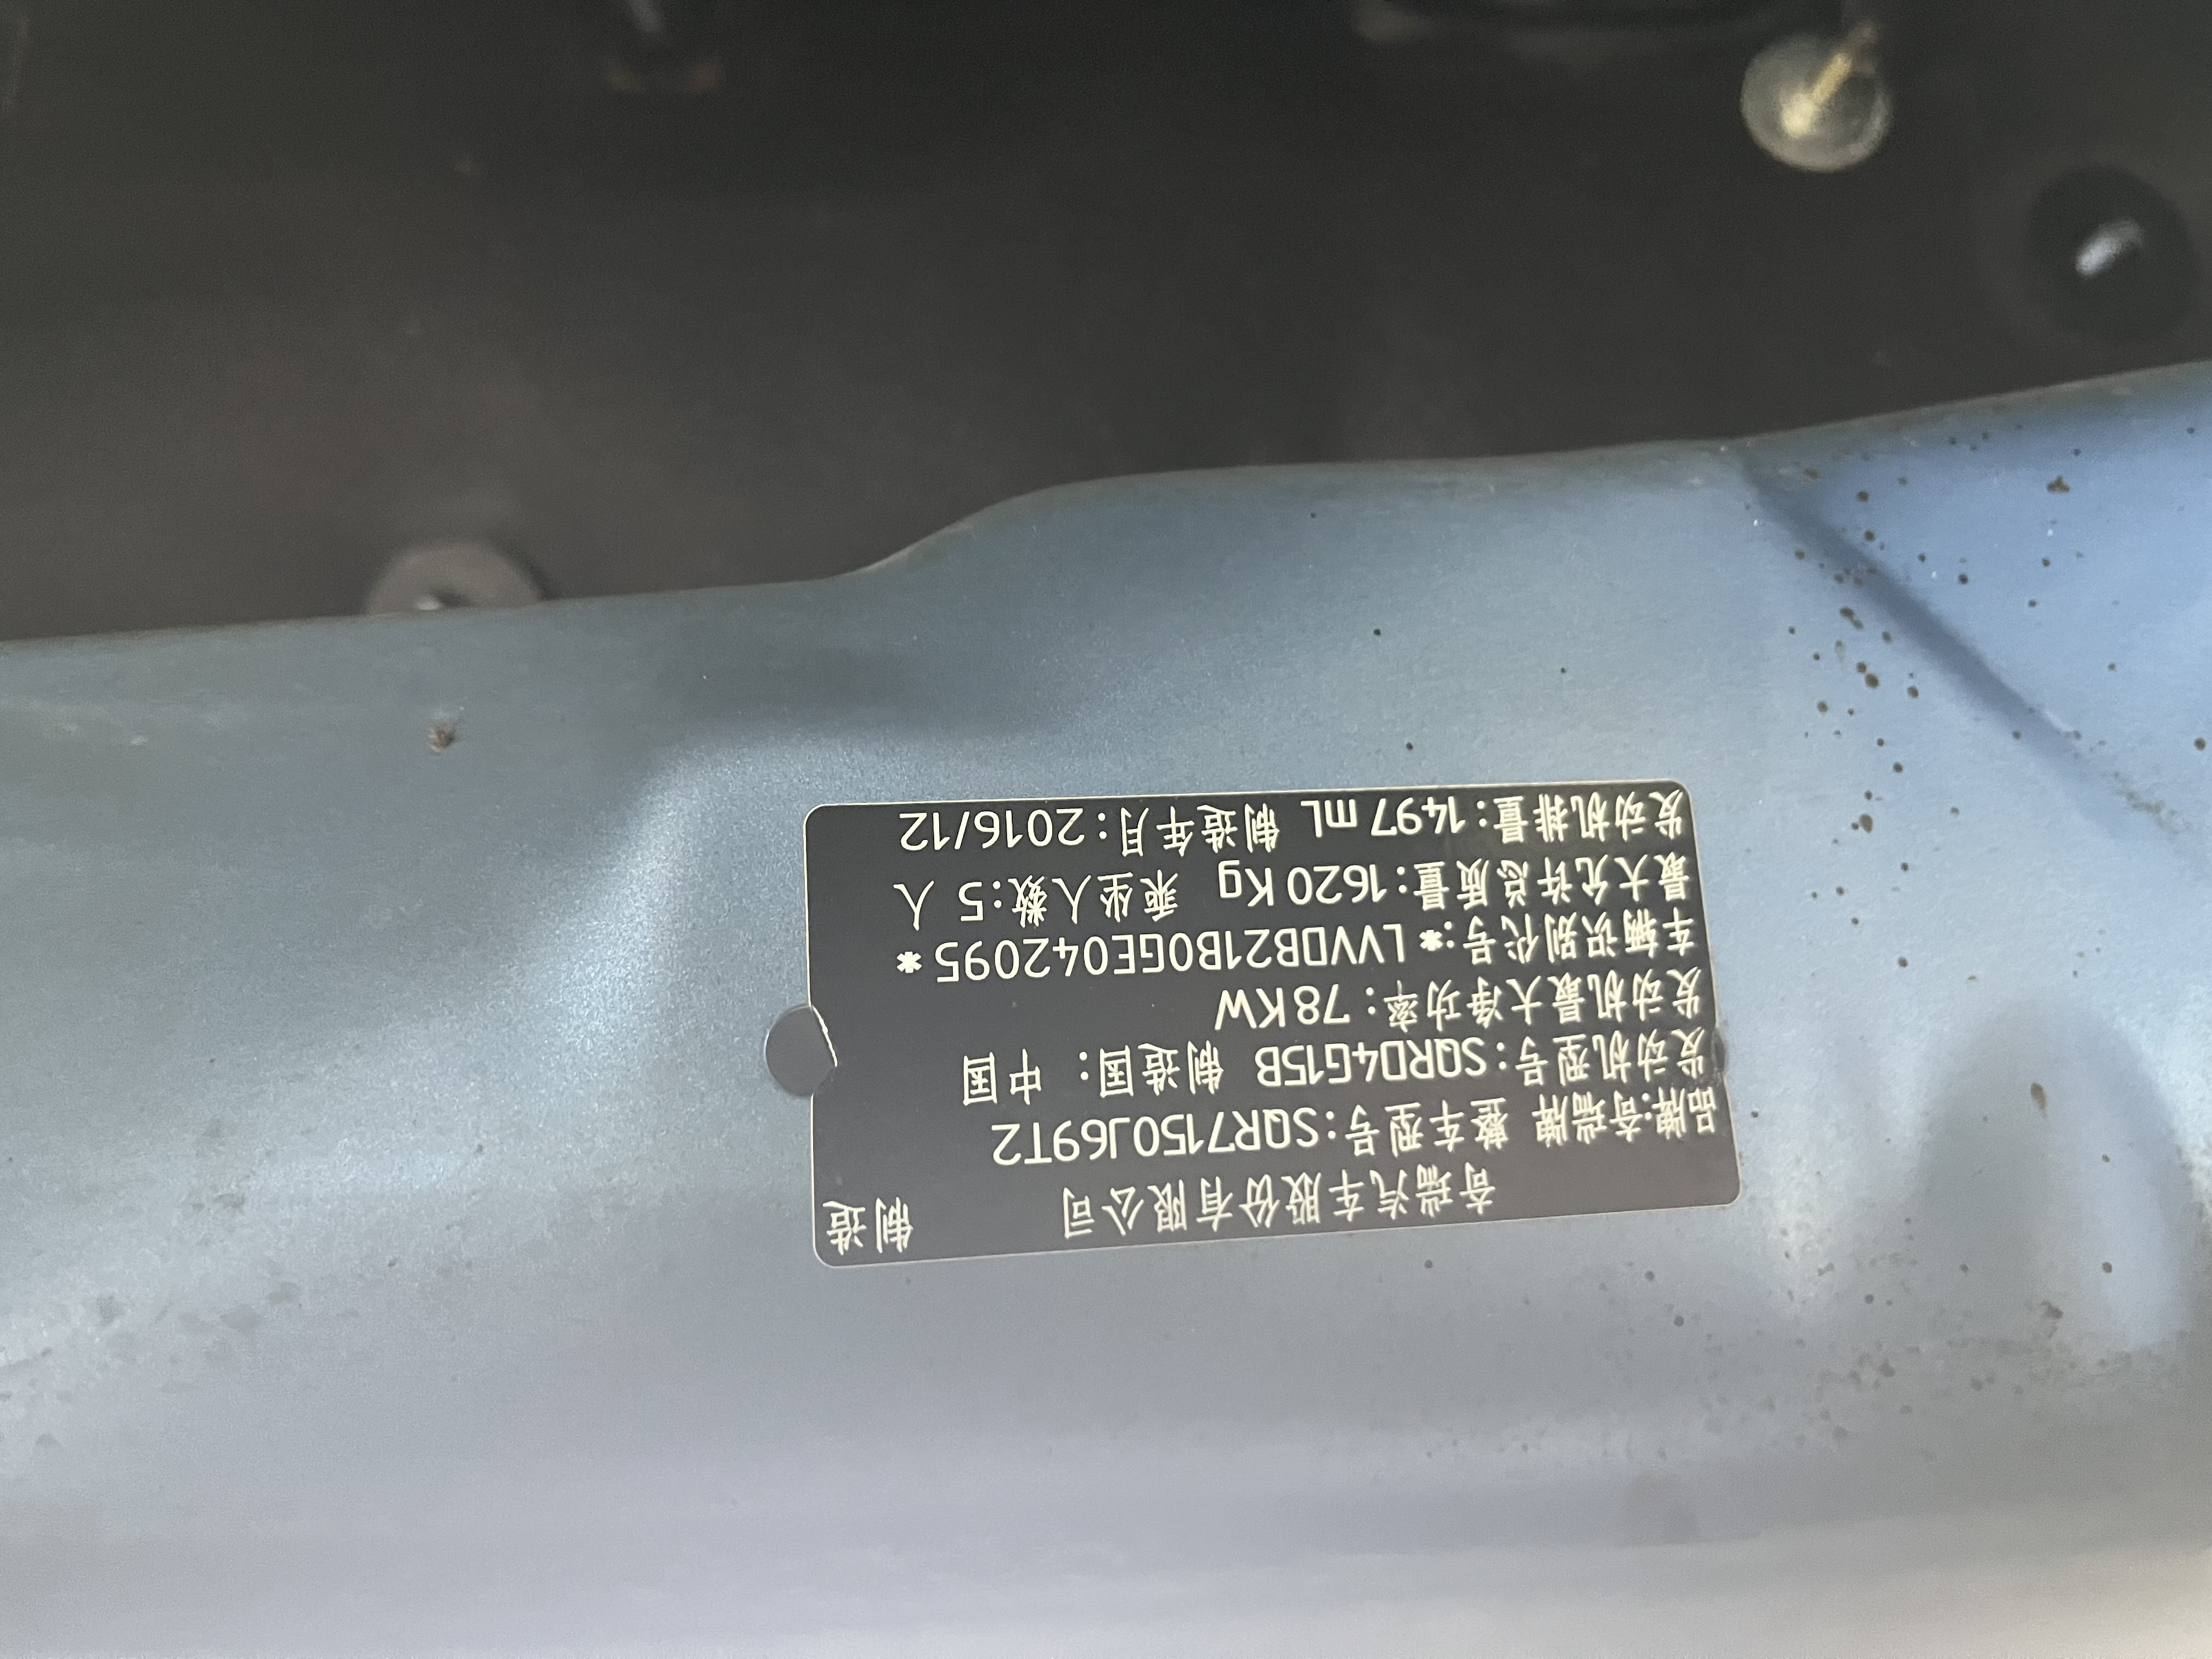 奇瑞汽车股份有限公司 制造
品牌:奇瑞牌 整车型号:SQR7150J69T2
发动机型号:SQRD4G15B 制造国: 中国
发动机最大净功率: 78KW
车辆识别代号:* LVVDB21B0GE042095 *
最大允许总质量:1620Kg 乘坐人数:5 人
发动机排量:1497mL 制造年月:2016/12